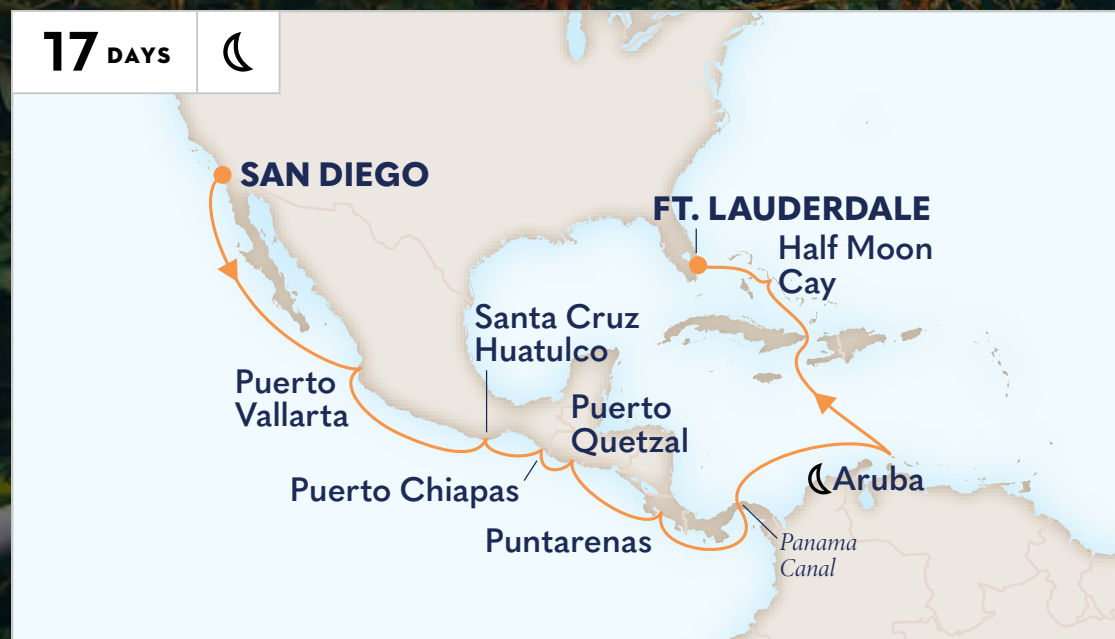 17 DAYS
SAN DIEGO
FT. LAUDERDALE
Half Moon
Cay
Santa Cruz
Huatulco
Puerto
Vallarta
Puerto
Quetzal
Puerto Chiapas
Aruba
Puntarenas
Panama
Canal